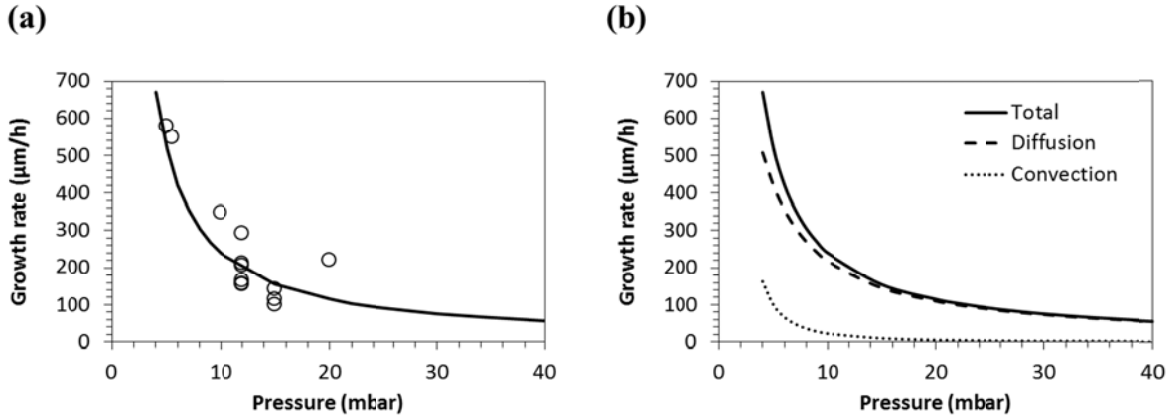 (a)
700
600
500
400
300
200
100
0
Growth rate (µm/h)
0 10 20 30 40
Pressure (mbar)
(b)
700
600
500
400
300
200
100
0
Growth rate (µm/h)
Total
Diffusion
Convection
0 10 20 30 40
Pressure (mbar)